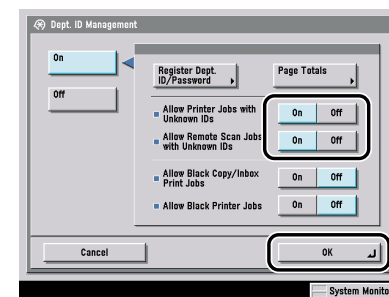 Dept. ID Management
On
Off
Register Dept.
ID/Password
Page Totals
Allow Printer Jobs with
Unknown IDs
On Off
Allow Remote Scan Jobs
with Unknown IDs
On Off
Allow Black Copy/Inbox
Print Jobs
On Off
Allow Black Printer Jobs
On Off
Cancel
OK
System Monito